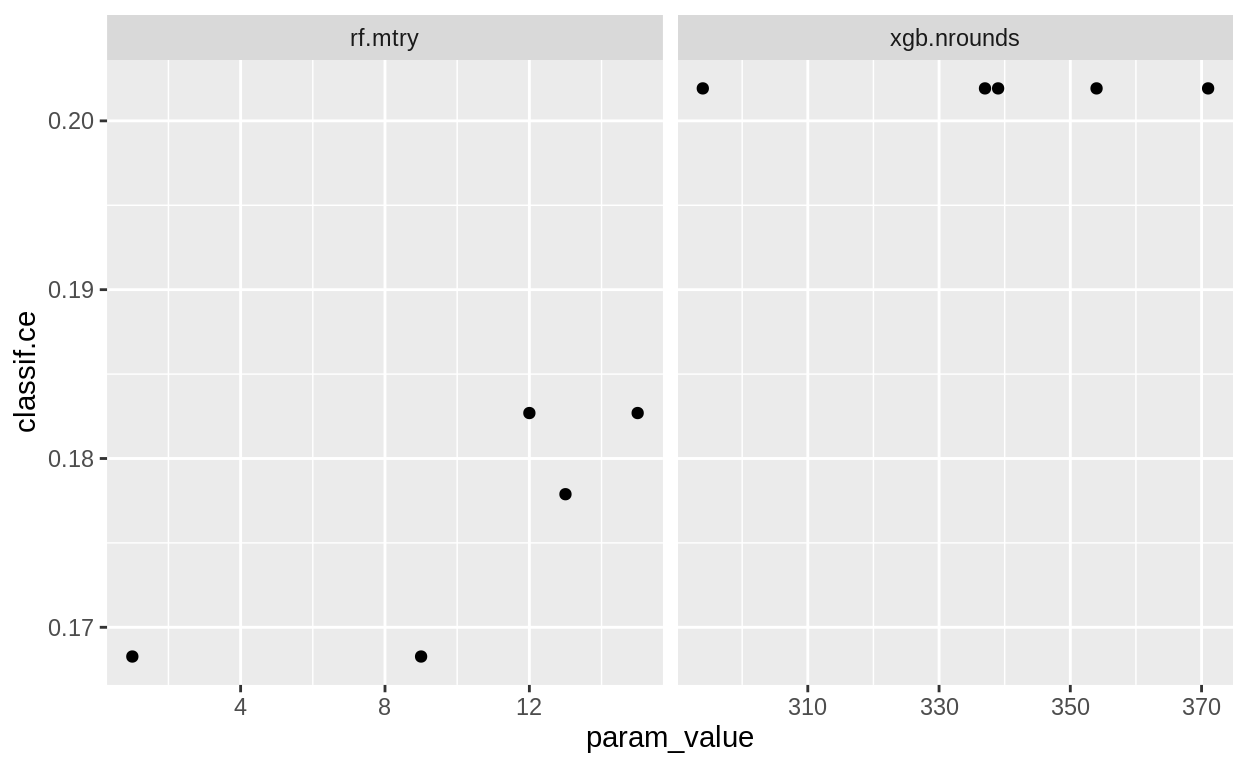 rf.mtry xgb.nrounds
0.20
0.19
0.18
0.17
classif.ce
4 8 12 310 330 350 370
param_value